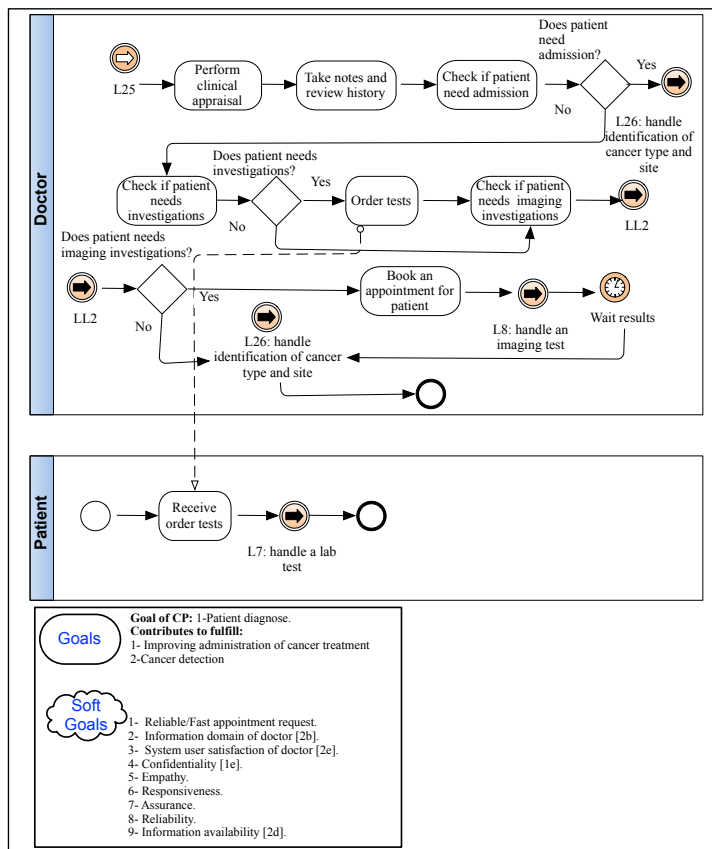 Doctor
L25
Perform
clinical
appraisal
Take notes and
review history
Check if patient
need admission
Does patient
need
admission?
Yes
No
L26: handle
identification of
cancer type and
site
Check if patient
needs
investigations
Does patient needs
investigations?
Yes
No
Order tests
Check if patient
needs imaging
investigations
LL2
Does patient needs
imaging investigations?
LL2
Yes
No
Book an
appointment for
patient
L8: handle an
imaging test
Wait results
L26: handle
identification of cancer
type and site
Patient
Receive
order tests
L7: handle a lab
test
Goals
Goal of CP: 1-Patient diagnose.
Contributes to fulfill:
1- Improving administration of cancer treatment
2-Cancer detection
Soft
Goals
1- Reliable/Fast appointment request.
2- Information domain of doctor [2b].
3- System user satisfaction of doctor [2e].
4- Confidentiality [1e].
5- Empathy.
6- Responsiveness.
7- Assurance.
8- Reliability.
9- Information availability [2d].